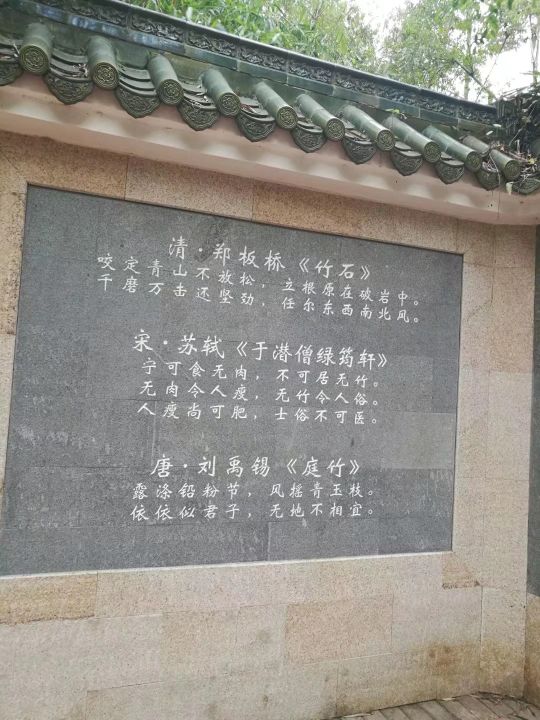 清·郑板桥《竹石》
咬定青山不放松，立根原在破岩中。
千磨万击还坚劲，任尔东西南北风。
宋·苏轼《于潜僧绿筠轩》
宁可食无肉，不可居无竹。
无肉令人瘦，无竹令人俗。
人瘦尚可肥，士俗不可医。
唐·刘禹锡《庭竹》
露涤铅粉节，风摇青玉枝。
依依似君子，无地不相宜。